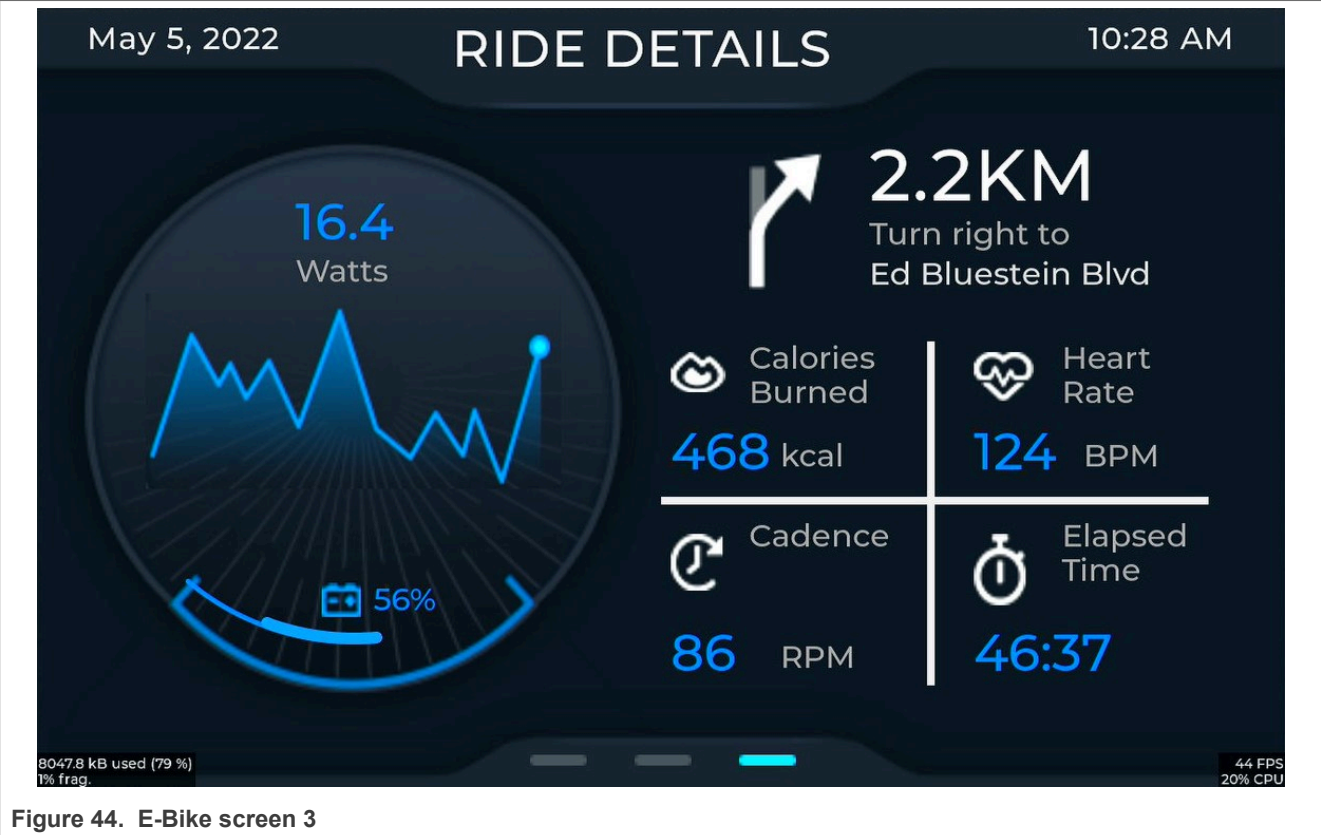 May 5, 2022
RIDE DETAILS
10:28 AM
16.4
Watts
56%
2.2KM
Turn right to
Ed Bluestein Blvd
Calories
Burned
468 kcal
Heart
Rate
124 BPM
Cadence
86 RPM
Elapsed
Time
46:37
8047.8 kB used (79 %)
1% frag.
44 FPS
20% CPU
Figure 44. E-Bike screen 3